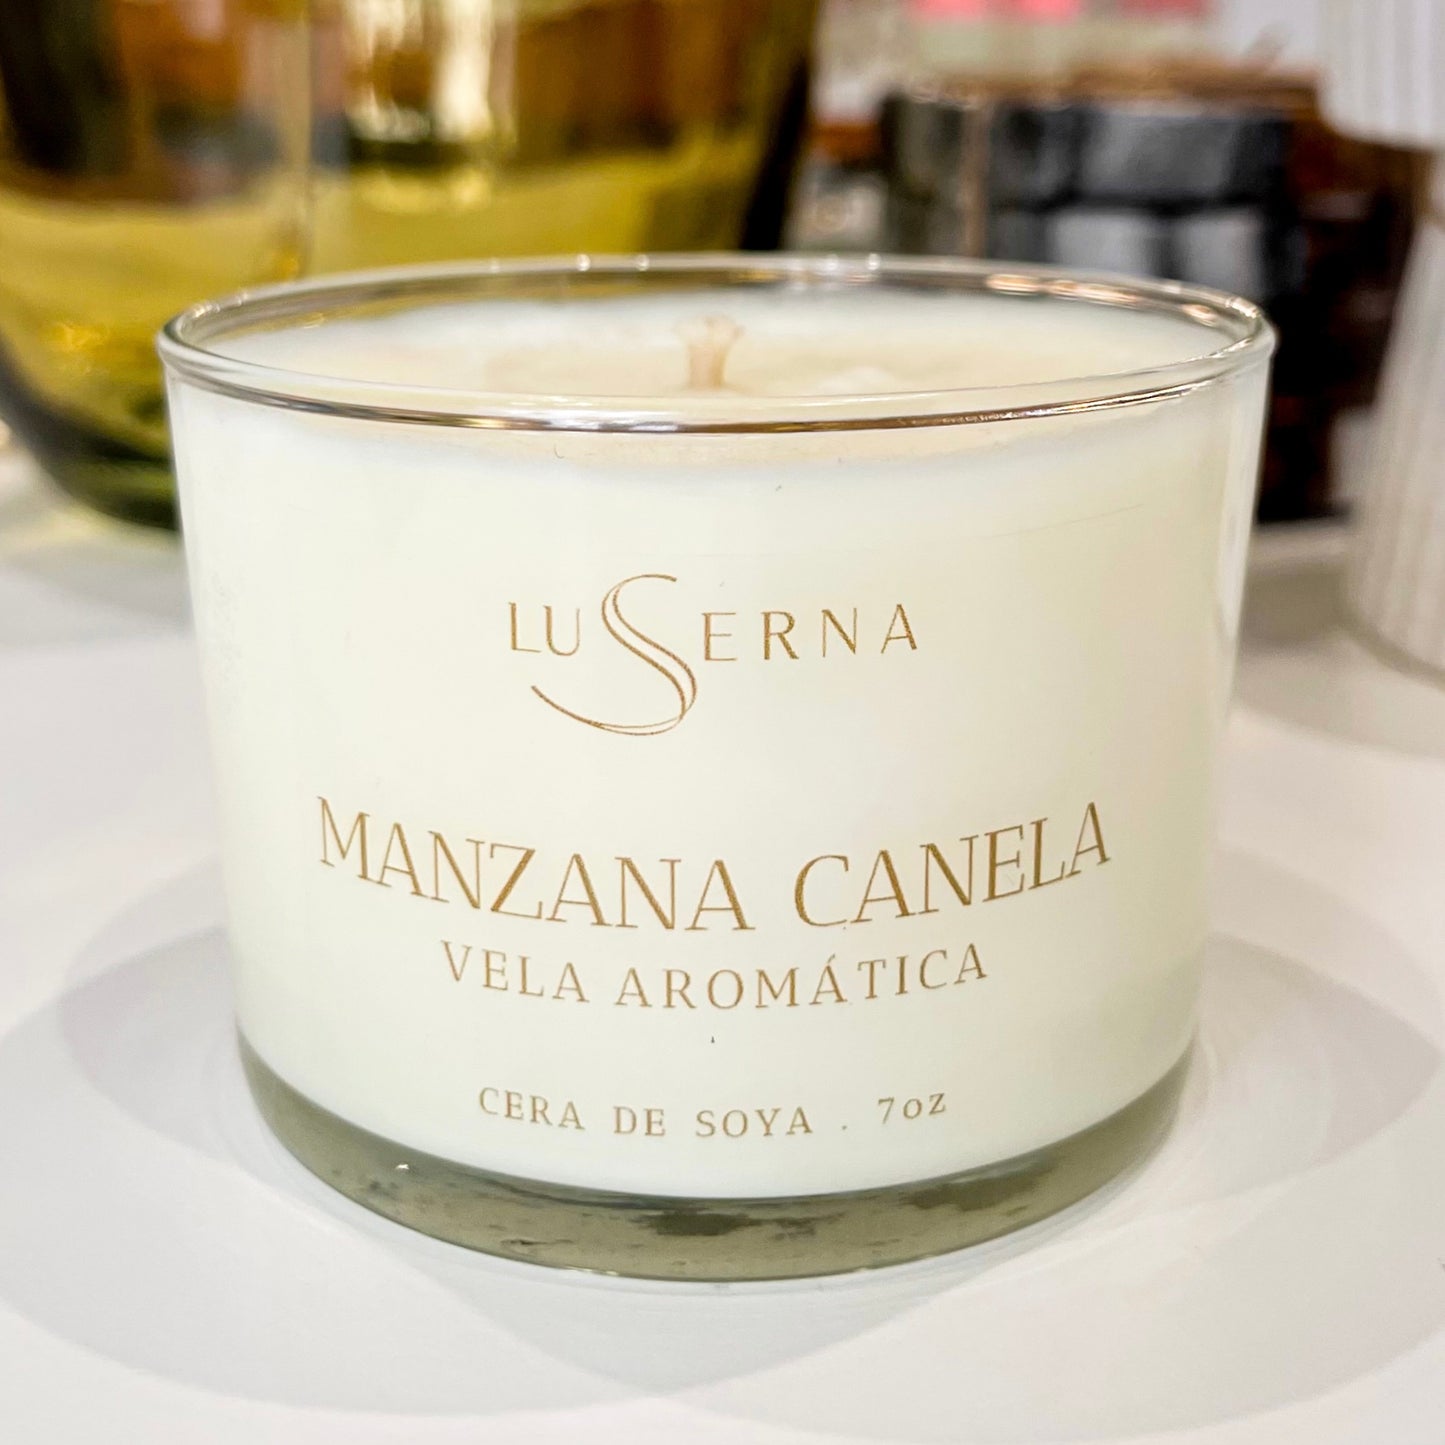 LUSERNA
MANZANA CANELA
VELA AROMÁTICA
CERA DE SOYA . 7oz